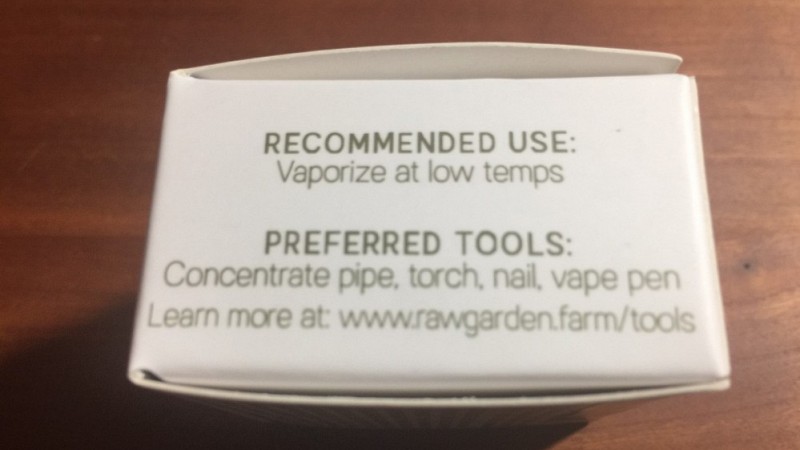 RECOMMENDED USE:
Vaporize at low temps
PREFERRED TOOLS:
Concentrate pipe, torch, nail, vape pen
Learn more at: www.rawgarden.farm/tools